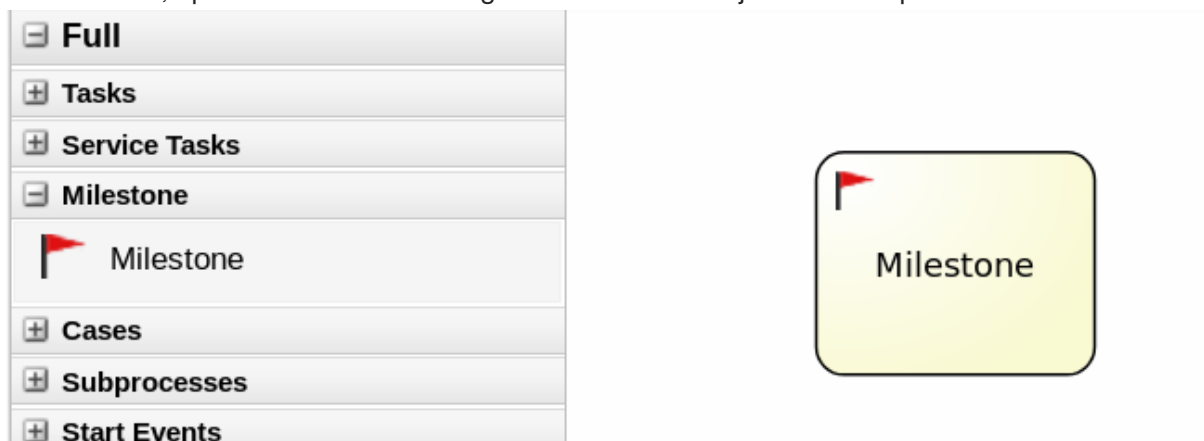 Full
Tasks
Service Tasks
Milestone
Milestone
Milestone
Cases
Subprocesses
Start Events